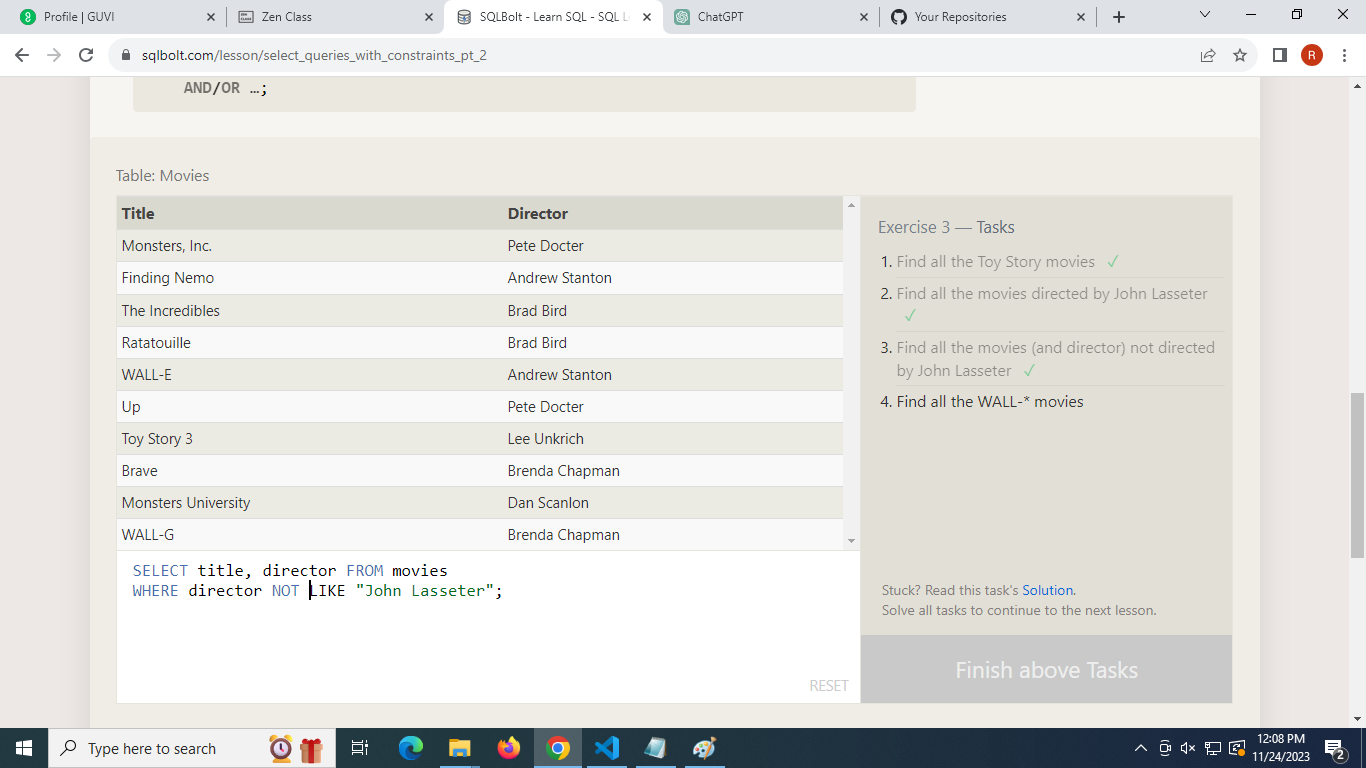 Profile | GUVI
Zen Class
SQLBolt - Learn SQL - SQL L
ChatGPT
Your Repositories
sqlbolt.com/lesson/select_queries_with_constraints_pt_2
R
AND/OR …;
Table: Movies
Title Director
Monsters, Inc. Pete Docter
Finding Nemo Andrew Stanton
The Incredibles Brad Bird
Ratatouille Brad Bird
WALL-E Andrew Stanton
Up Pete Docter
Toy Story 3 Lee Unkrich
Brave Brenda Chapman
Monsters University Dan Scanlon
WALL-G Brenda Chapman
SELECT title, director FROM movies
WHERE director NOT LIKE "John Lasseter";
RESET
Exercise 3 — Tasks
1. Find all the Toy Story movies ✓
2. Find all the movies directed by John Lasseter
✓
3. Find all the movies (and director) not directed
by John Lasseter ✓
4. Find all the WALL-* movies
Stuck? Read this task's Solution.
Solve all tasks to continue to the next lesson.
Finish above Tasks
Type here to search
12:08 PM
11/24/2023
2